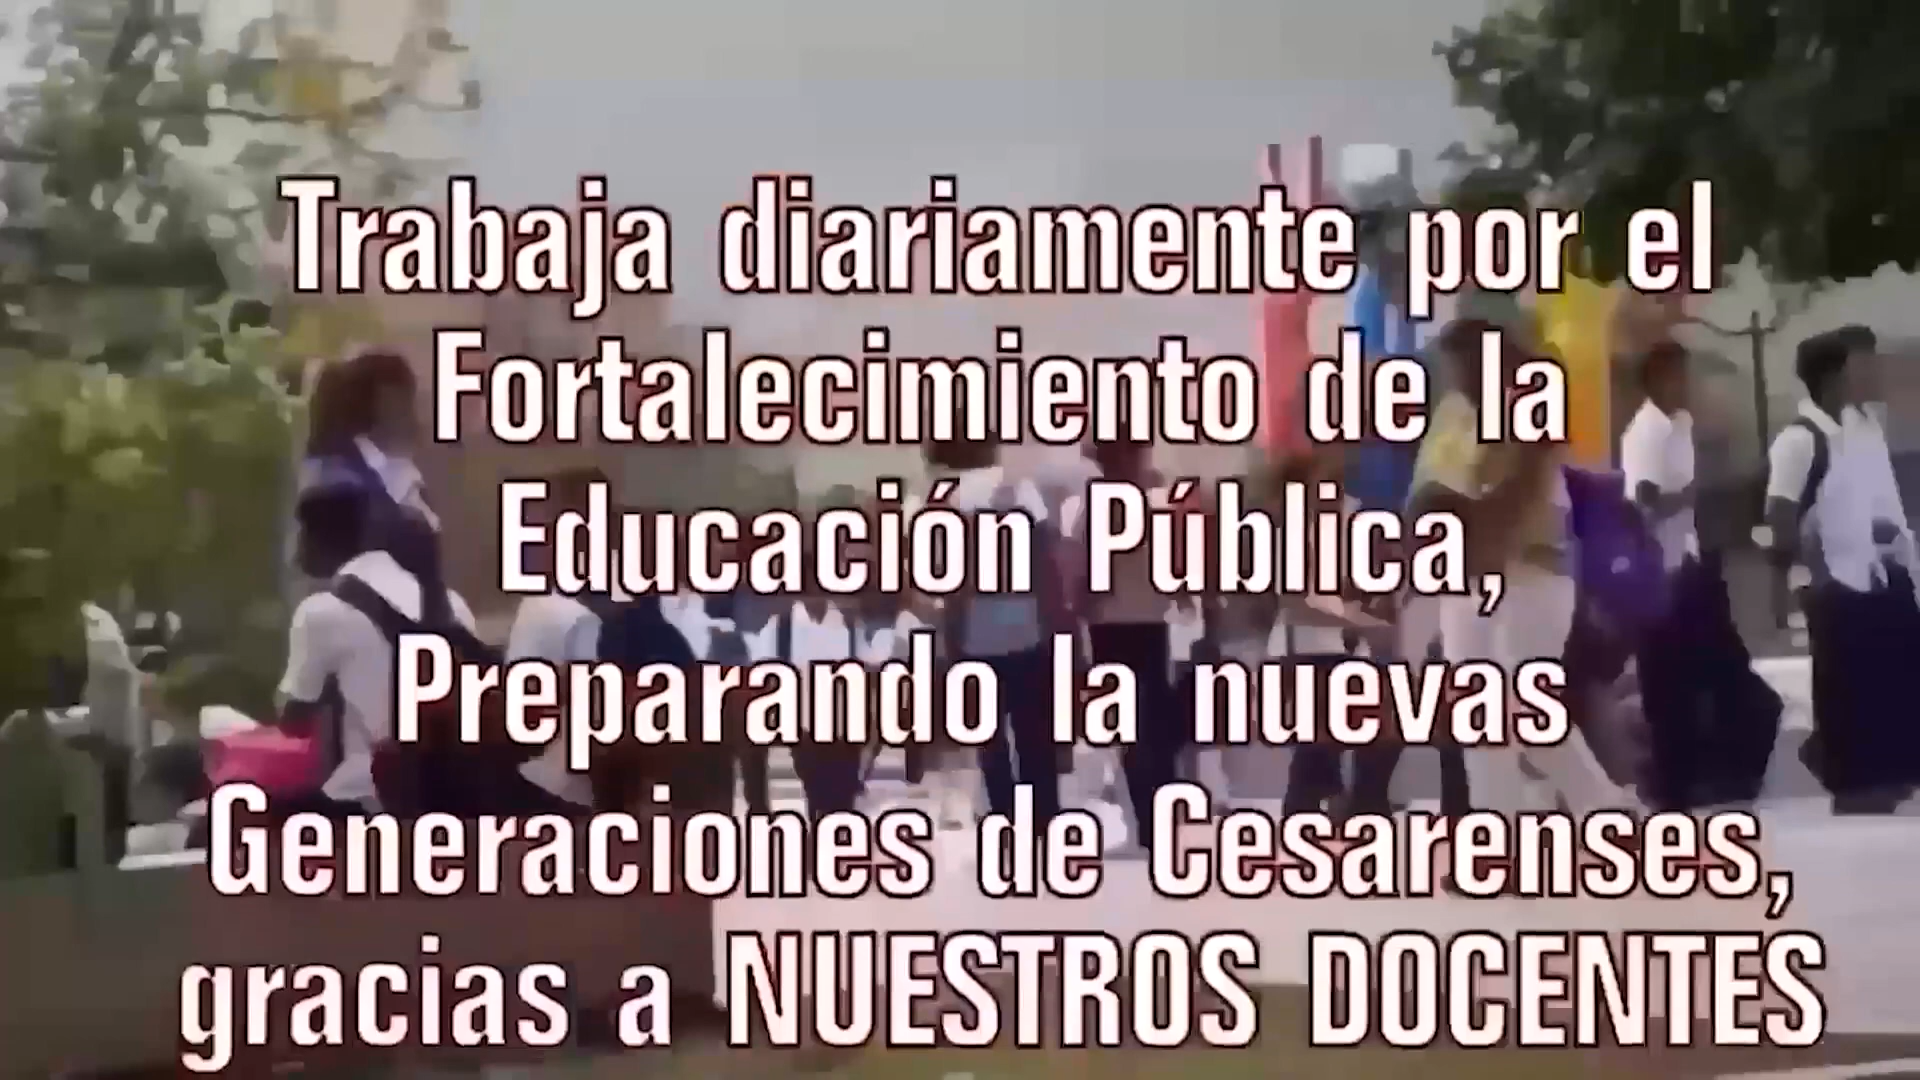 Trabaja diariamente por el
Fortalecimiento de la
Educación Pública,
Preparando la nuevas
Generaciones de Cesarenses,
gracias a NUESTROS DOCENTES